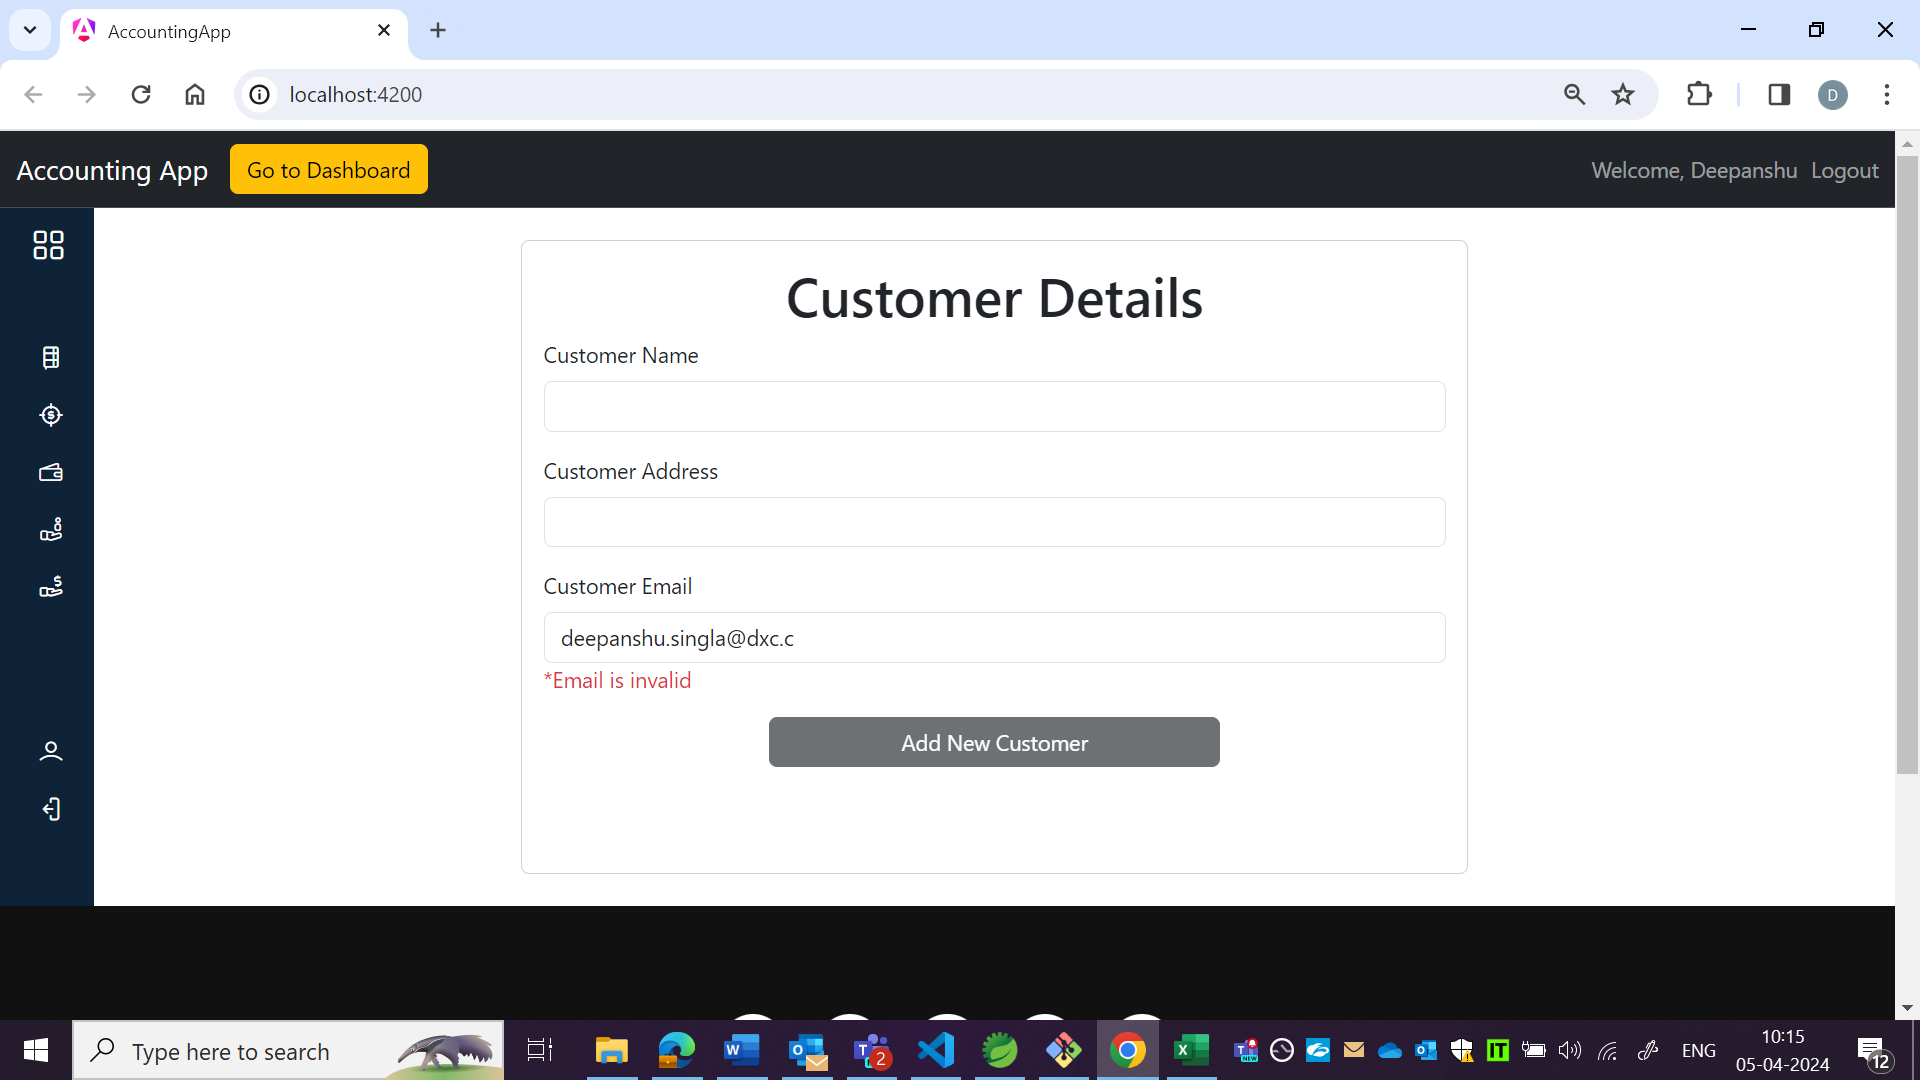 AccountingApp
localhost:4200
D
Accounting App
Go to Dashboard
Welcome, Deepanshu
Logout
Customer Details
Customer Name
Customer Address
Customer Email
deepanshu.singla@dxc.c
*Email is invalid
Add New Customer
Type here to search
2
ENG
10:15
05-04-2024
12